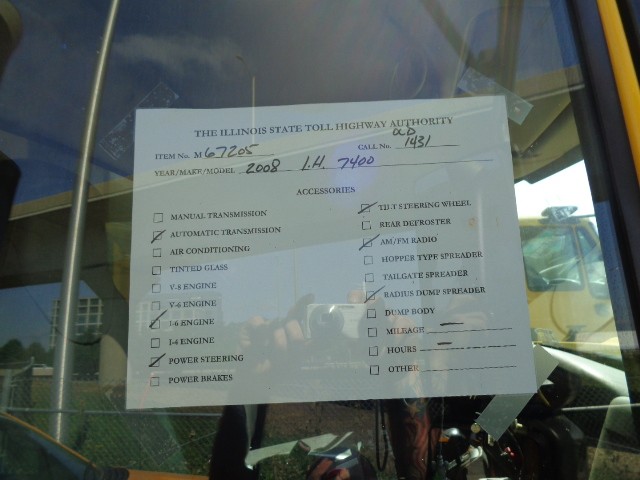 THE ILLINOIS STATE TOLL HIGHWAY AUTHORITY
ITEM No. M67205 CALL No. OLD 1431
YEAR/MAKE/MODEL 2008 I.H. 7400
ACCESSORIES
MANUAL TRANSMISSION
AUTOMATIC TRANSMISSION
AIR CONDITIONING
TINTED GLASS
V-8 ENGINE
V-6 ENGINE
I-6 ENGINE
I-4 ENGINE
POWER STEERING
POWER BRAKES
TILT STEERING WHEEL
REAR DEFROSTER
AM/FM RADIO
HOPPER TYPE SPREADER
TAILGATE SPREADER
RADIUS DUMP SPREADER
DUMP BODY
MILEAGE —
HOURS —
OTHER